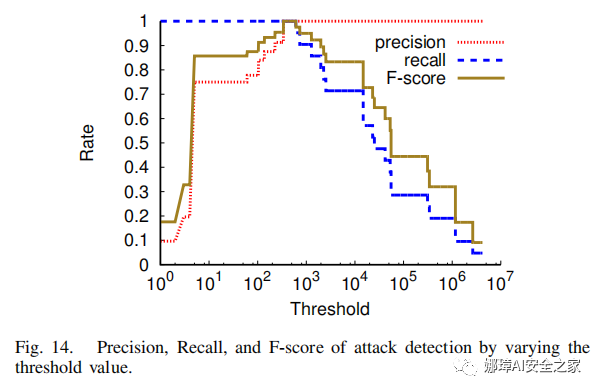 1
0.9
0.8
0.7
0.6
0.5
0.4
0.3
0.2
0.1
0
Rate
precision
recall
F-score
10^0 10^1 10^2 10^3 10^4 10^5 10^6 10^7
Threshold
Fig. 14. Precision, Recall, and F-score of attack detection by varying the
threshold value.
娜璋AI安全之家